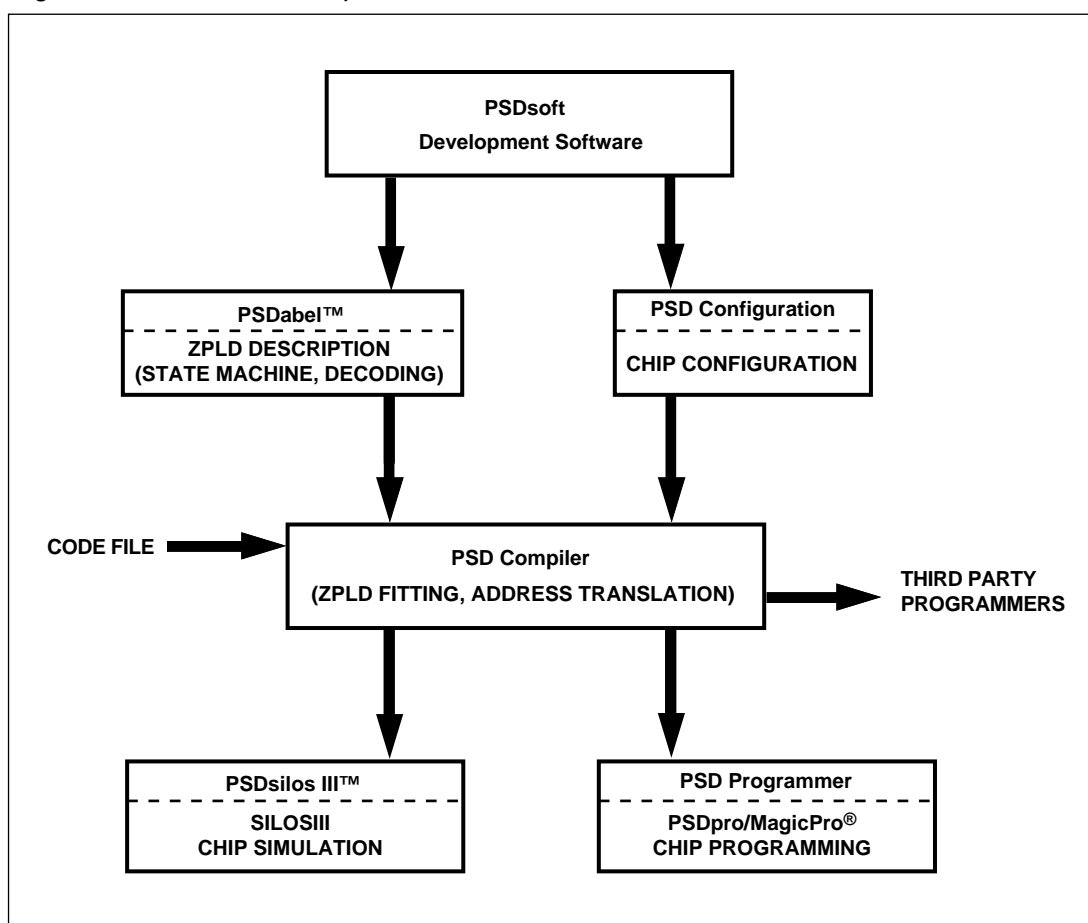 PSDsoft
Development Software
PSDabel™
ZPLD DESCRIPTION
(STATE MACHINE, DECODING)
PSD Configuration
CHIP CONFIGURATION
CODE FILE
PSD Compiler
(ZPLD FITTING, ADDRESS TRANSLATION)
THIRD PARTY
PROGRAMMERS
PSDsilos III™
SILOSIII
CHIP SIMULATION
PSD Programmer
PSDpro/MagicPro®
CHIP PROGRAMMING